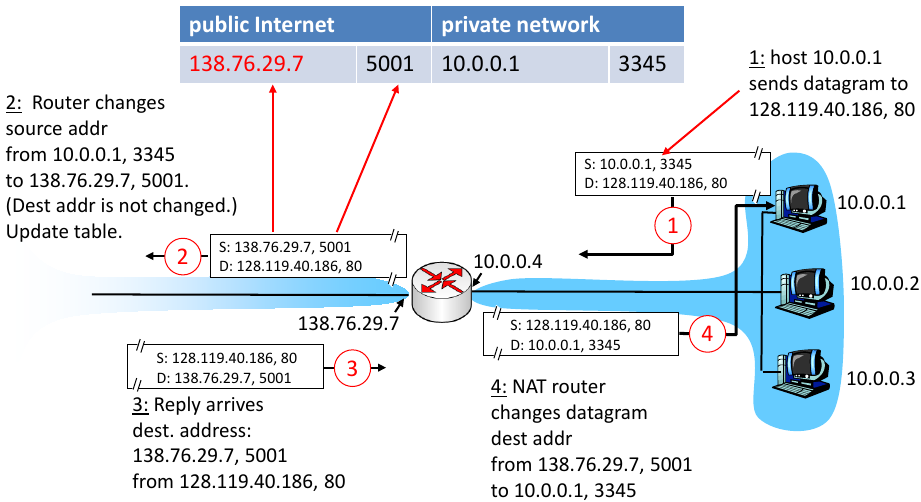 public Internet private network
138.76.29.7 5001 10.0.0.1 3345
1: host 10.0.0.1
sends datagram to
128.119.40.186, 80
2: Router changes
source addr
from 10.0.0.1, 3345
to 138.76.29.7, 5001.
(Dest addr is not changed.)
Update table.
S: 10.0.0.1, 3345
D: 128.119.40.186, 80
1
10.0.0.1
2
S: 138.76.29.7, 5001
D: 128.119.40.186, 80
10.0.0.4
10.0.0.2
138.76.29.7
S: 128.119.40.186, 80
D: 10.0.0.1, 3345
4
S: 128.119.40.186, 80
D: 138.76.29.7, 5001
3
10.0.0.3
3: Reply arrives
dest. address:
138.76.29.7, 5001
from 128.119.40.186, 80
4: NAT router
changes datagram
dest addr
from 138.76.29.7, 5001
to 10.0.0.1, 3345